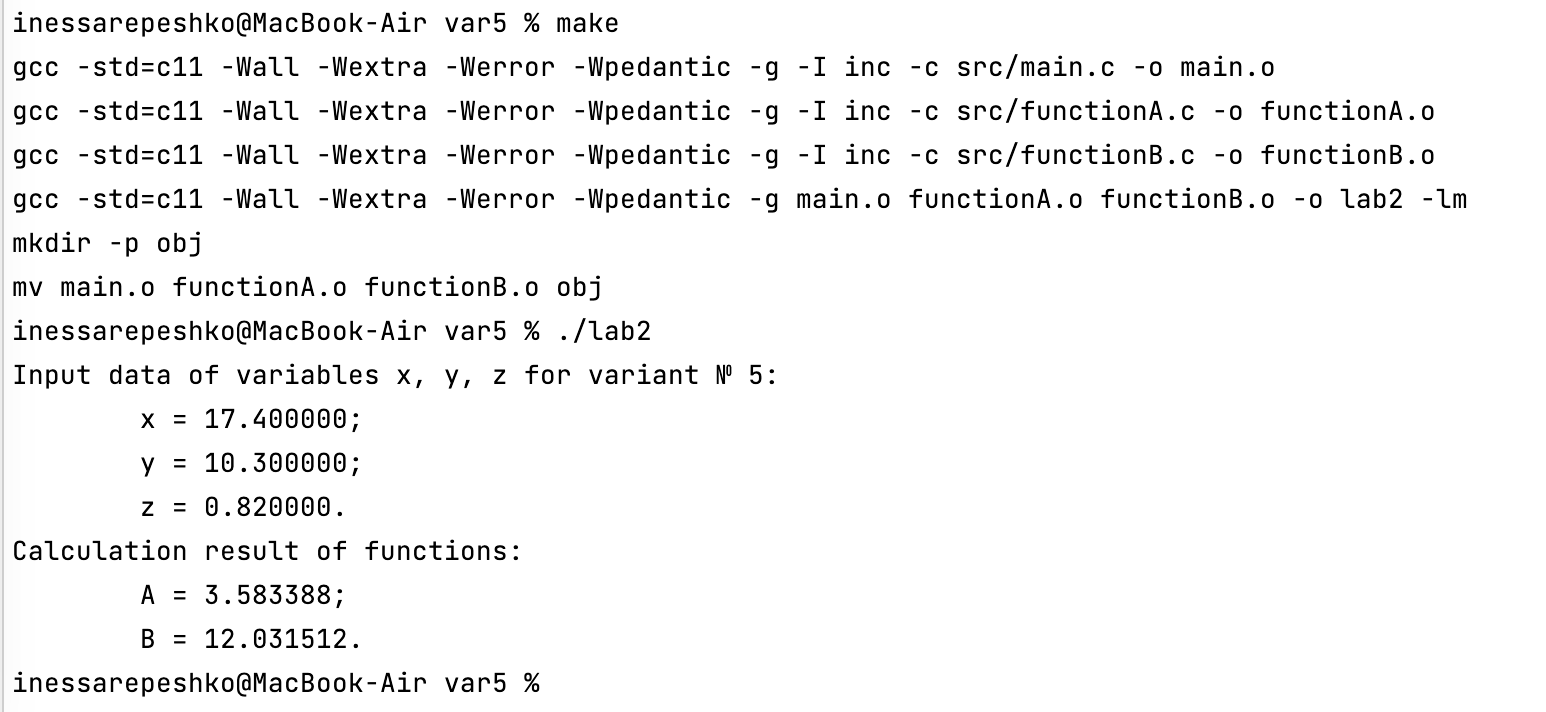 inessarepeshko@MacBook-Air var5 % make
gcc -std=c11 -Wall -Wextra -Werror -Wpedantic -g -I inc -c src/main.c -o main.o
gcc -std=c11 -Wall -Wextra -Werror -Wpedantic -g -I inc -c src/functionA.c -o functionA.o
gcc -std=c11 -Wall -Wextra -Werror -Wpedantic -g -I inc -c src/functionB.c -o functionB.o
gcc -std=c11 -Wall -Wextra -Werror -Wpedantic -g main.o functionA.o functionB.o -o lab2 -lm
mkdir -p obj
mv main.o functionA.o functionB.o obj
inessarepeshko@MacBook-Air var5 % ./lab2
Input data of variables x, y, z for variant № 5:
        x = 17.400000;
        y = 10.300000;
        z = 0.820000.
Calculation result of functions:
        A = 3.583388;
        B = 12.031512.
inessarepeshko@MacBook-Air var5 %